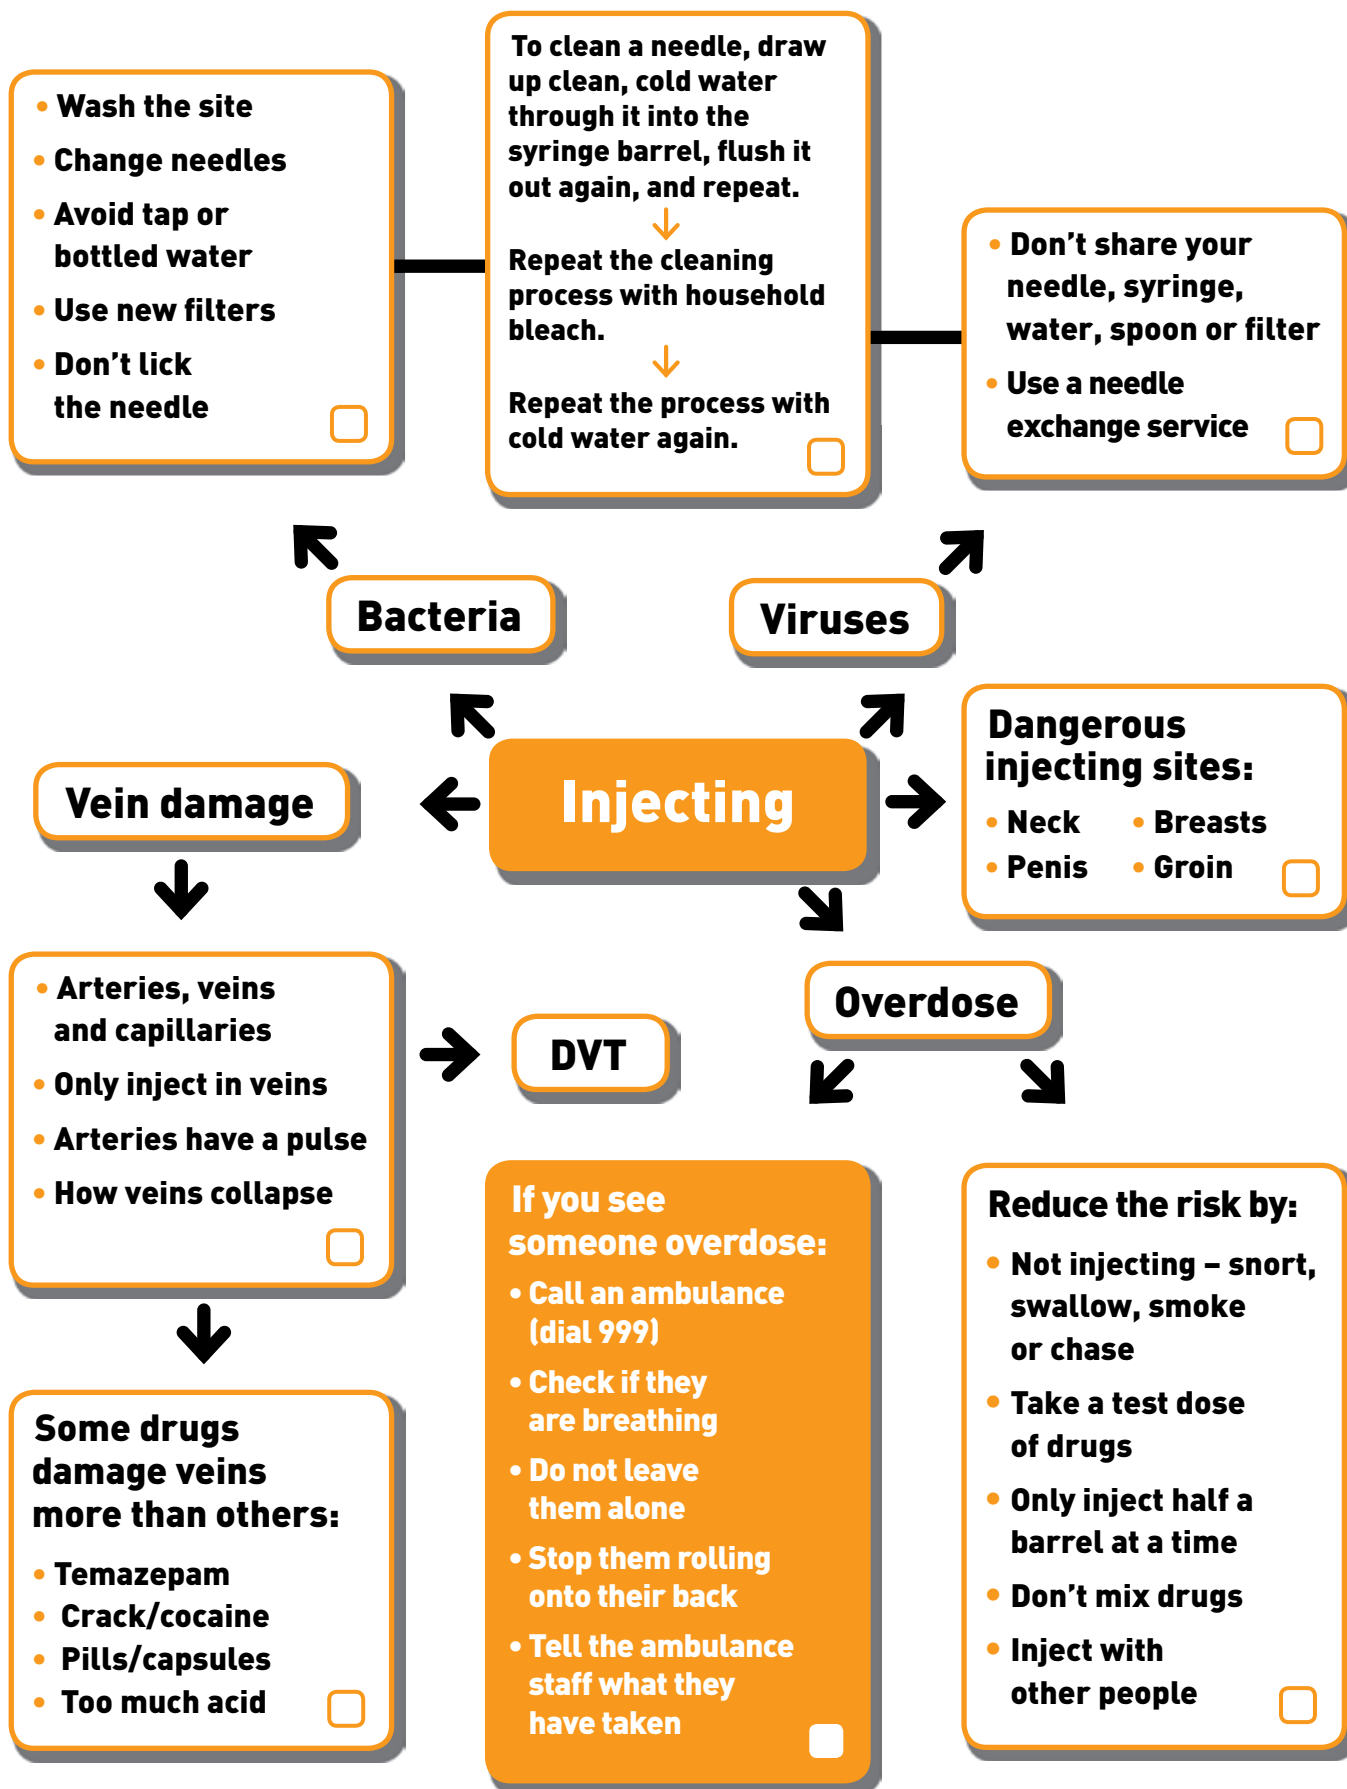 • Wash the site
• Change needles
• Avoid tap or
bottled water
• Use new filters
• Don't lick
the needle
To clean a needle, draw
up clean, cold water
through it into the
syringe barrel, flush it
out again, and repeat.
Repeat the cleaning
process with household
bleach.
Repeat the process with
cold water again.
• Don't share your
needle, syringe,
water, spoon or filter
• Use a needle
exchange service
Bacteria
Viruses
Vein damage
Injecting
Dangerous
injecting sites:
• Neck • Breasts
• Penis • Groin
• Arteries, veins
and capillaries
• Only inject in veins
• Arteries have a pulse
• How veins collapse
DVT
Overdose
Some drugs
damage veins
more than others:
• Temazepam
• Crack/cocaine
• Pills/capsules
• Too much acid
If you see
someone overdose:
• Call an ambulance
(dial 999)
• Check if they
are breathing
• Do not leave
them alone
• Stop them rolling
onto their back
• Tell the ambulance
staff what they
have taken
Reduce the risk by:
• Not injecting – snort,
swallow, smoke
or chase
• Take a test dose
of drugs
• Only inject half a
barrel at a time
• Don't mix drugs
• Inject with
other people